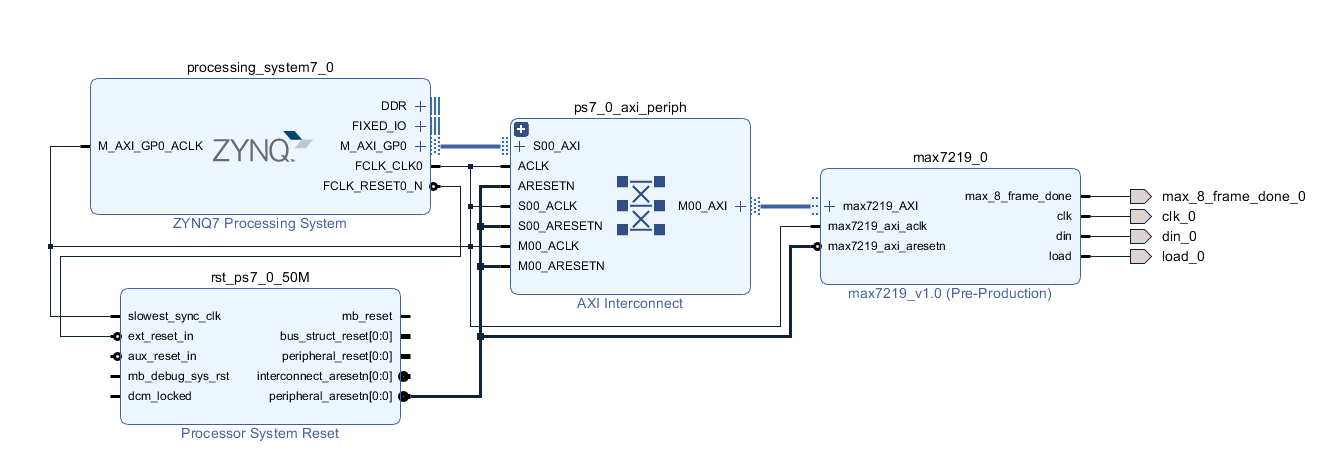 processing_system7_0
DDR
FIXED_IO
M_AXI_GP0_ACLK
ZYNQ
M_AXI_GP0
FCLK_CLK0
FCLK_RESET0_N
ZYNQ7 Processing System
ps7_0_axi_periph
S00_AXI
ACLK
ARESETN
S00_ACLK
M00_AXI
S00_ARESETN
M00_ACLK
M00_ARESETN
AXI Interconnect
max7219_0
max7219_AXI
max7219_axi_aclk
max7219_axi_aresetn
max_8_frame_done
clk
din
load
max7219_v1.0 (Pre-Production)
max_8_frame_done_0
clk_0
din_0
load_0
rst_ps7_0_50M
slowest_sync_clk
ext_reset_in
aux_reset_in
mb_debug_sys_rst
dcm_locked
mb_reset
bus_struct_reset[0:0]
peripheral_reset[0:0]
interconnect_aresetn[0:0]
peripheral_aresetn[0:0]
Processor System Reset